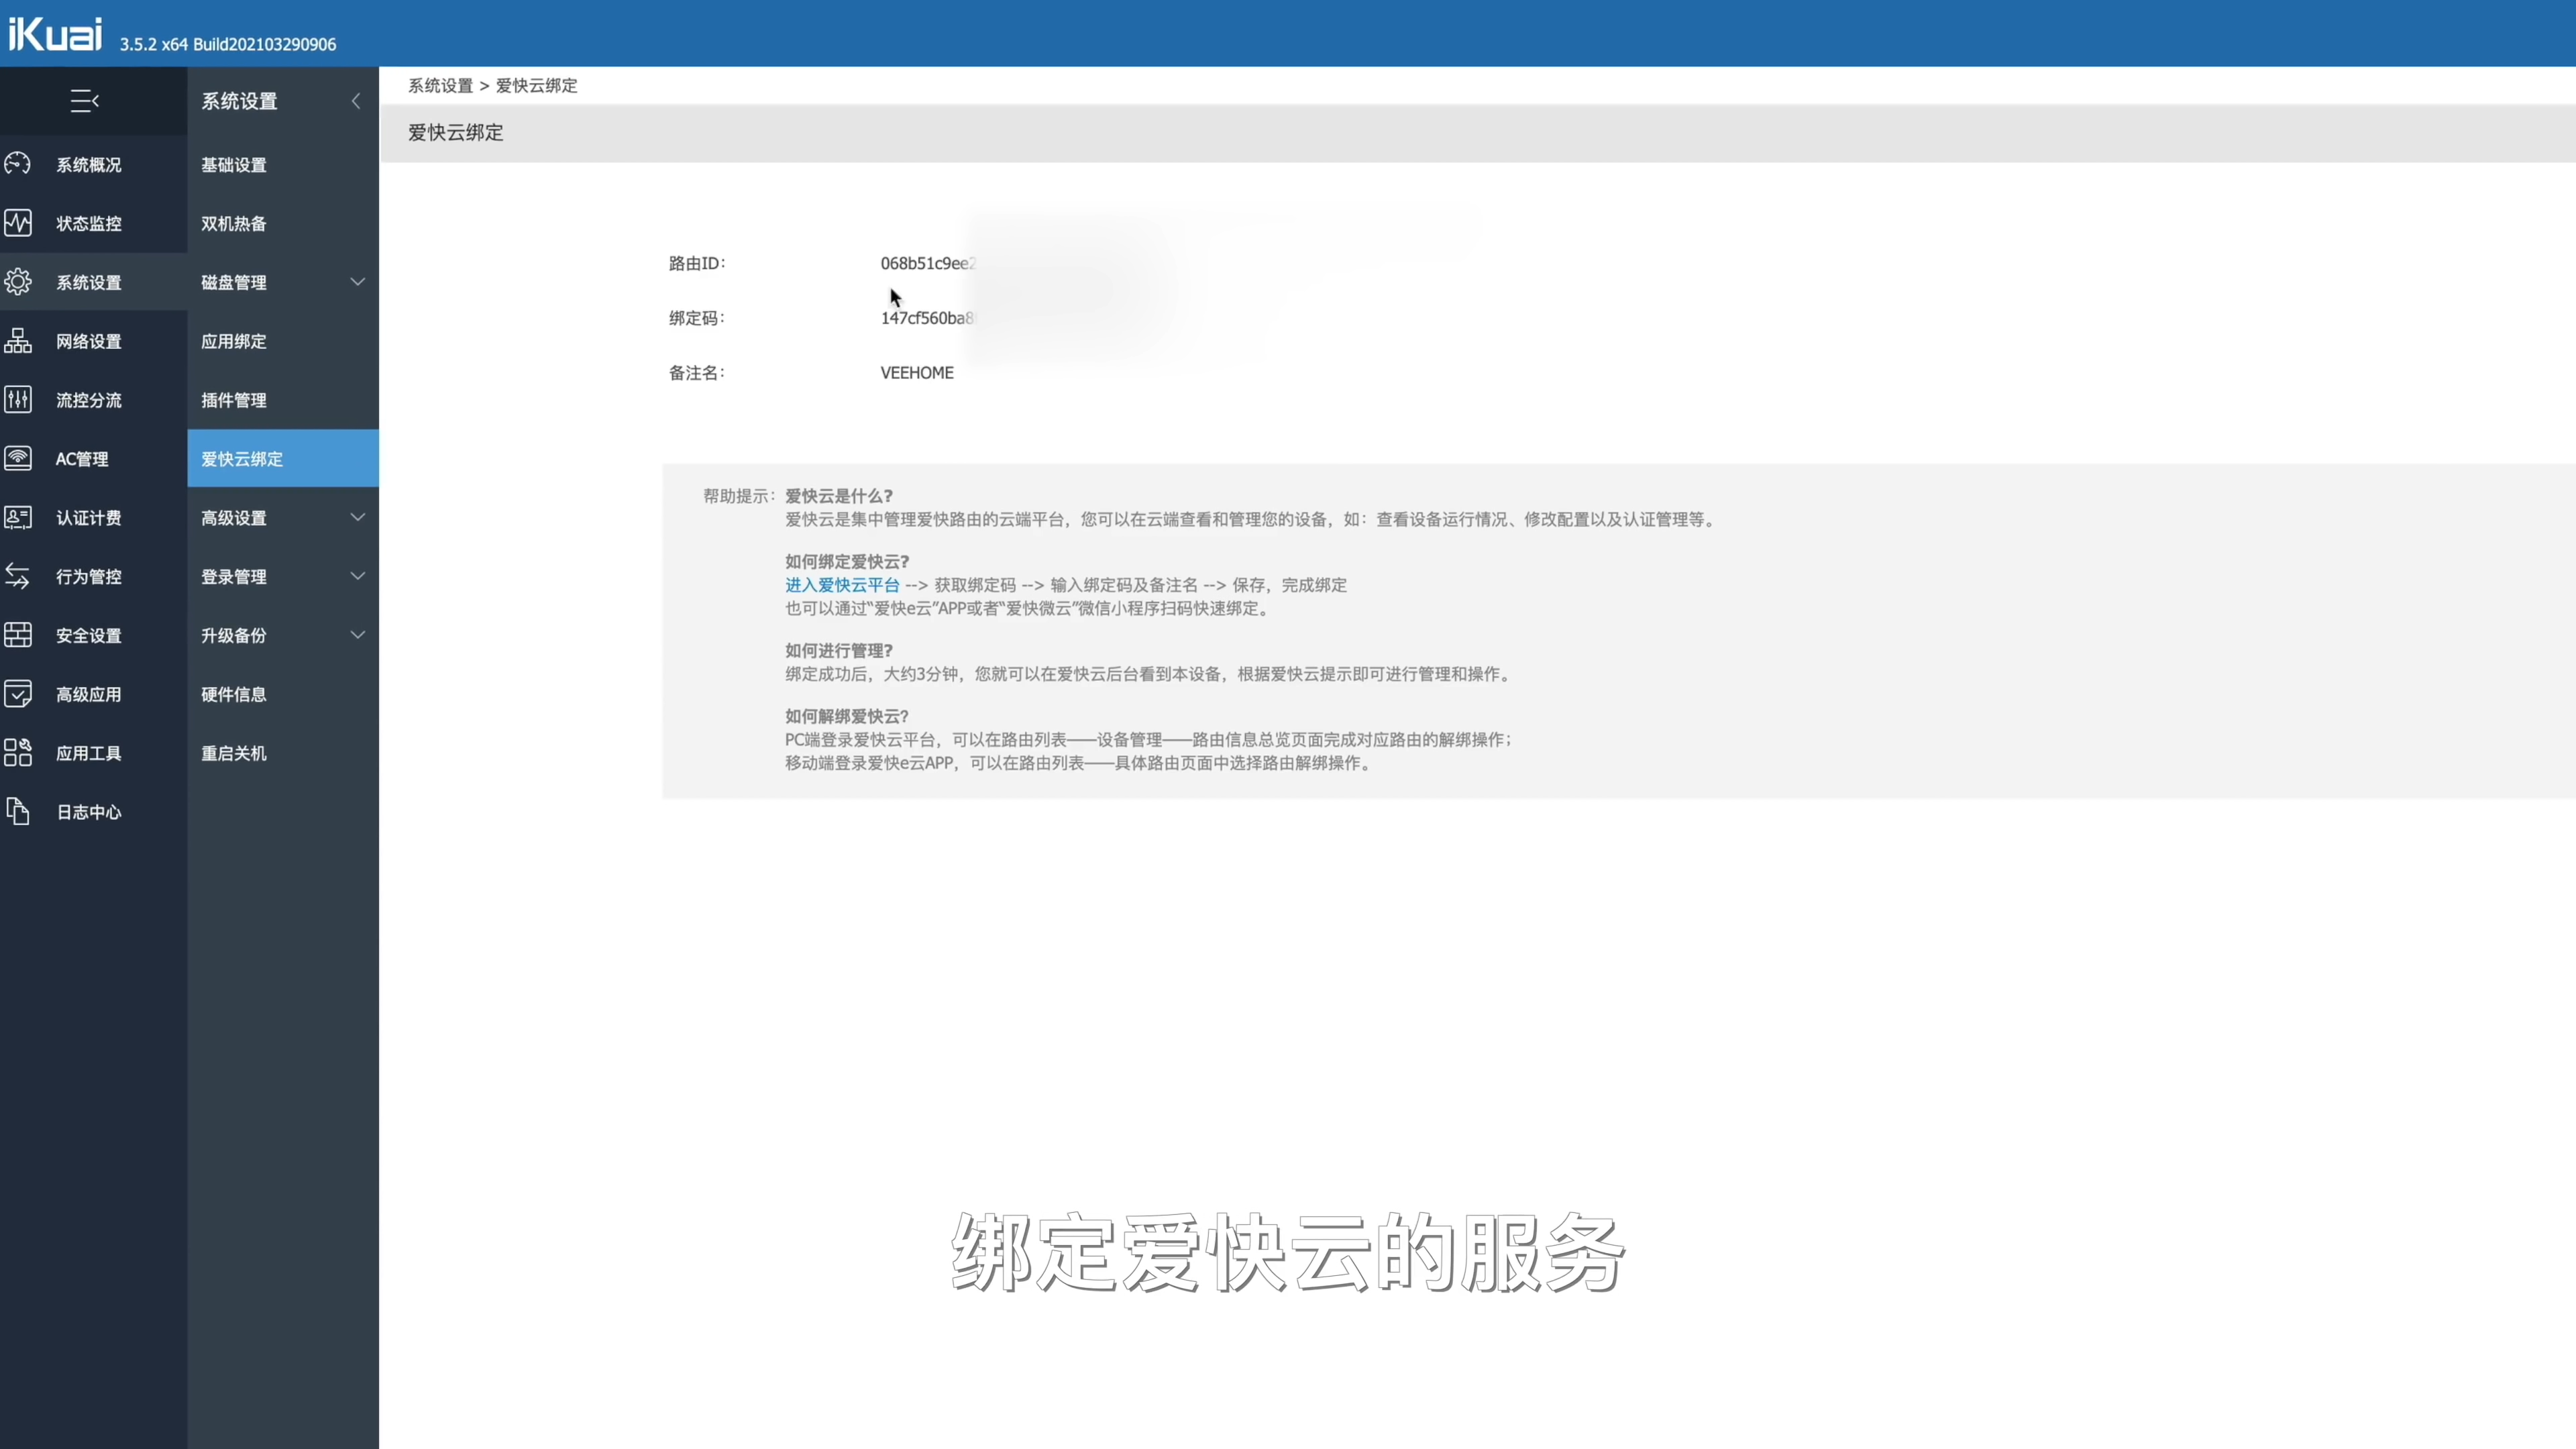 iKuai 3.5.2 x64 Build202103290906
系统概况
状态监控
系统设置
网络设置
流控分流
AC管理
认证计费
行为管控
安全设置
高级应用
应用工具
日志中心
系统设置
基础设置
双机热备
磁盘管理
应用绑定
插件管理
爱快云绑定
高级设置
登录管理
升级备份
硬件信息
重启关机
系统设置 > 爱快云绑定
爱快云绑定
路由ID： 068b51c9ee2
绑定码： 147cf560ba8
备注名： VEEHOME
帮助提示： 爱快云是什么？
爱快云是集中管理爱快路由的云端平台，您可以在云端查看和管理您的设备，如：查看设备运行情况、修改配置以及认证管理等。
如何绑定爱快云？
进入爱快云平台 --> 获取绑定码 --> 输入绑定码及备注名 --> 保存，完成绑定
也可以通过“爱快e云”APP或者“爱快微云”微信小程序扫码快速绑定。
如何进行管理？
绑定成功后，大约3分钟，您就可以在爱快云后台看到本设备，根据爱快云提示即可进行管理和操作。
如何解绑爱快云？
PC端登录爱快云平台，可以在路由列表——设备管理——路由信息总览页面完成对应路由的解绑操作；
移动端登录爱快e云APP，可以在路由列表——具体路由页面中选择路由解绑操作。
绑定爱快云的服务